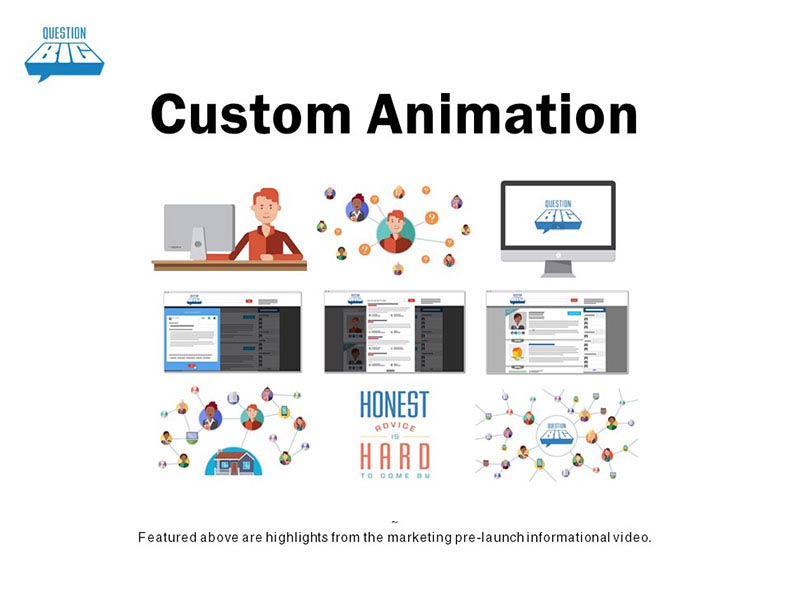 QUESTION
BIG
Custom Animation
QUESTION
BIG
HONEST
ADVICE
IS
HARD
TO COME BY
QUESTION
BIG
~
Featured above are highlights from the marketing pre-launch informational video.